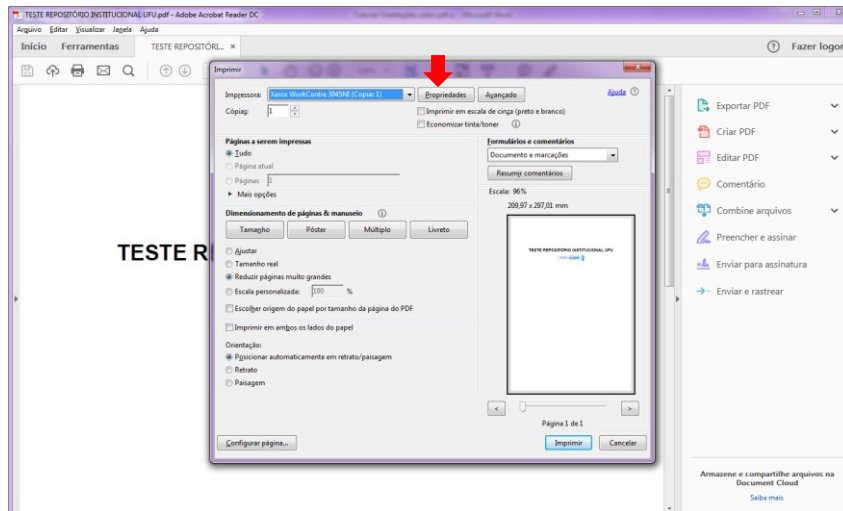 TESTE REPOSITÓRIO INSTITUCIONAL UFU.pdf - Adobe Acrobat Reader DC
Arquivo Editar Visualizar Janela Ajuda
Início Ferramentas TESTE REPOSITÓRI... × Fazer logon
Imprimir
Impressora: Xerox WorkCentre 3045NI (Copiar 1) Propriedades Avançado Ajuda
Cópias: 1 Imprimir em escala de cinza (preto e branco)
Economizar tinta/toner
Páginas a serem impressas
Tudo
Página atual
Páginas 1
Mais opções
Formulários e comentários
Documento e marcações
Resumir comentários
Escala: 96%
209,97 x 297,01 mm
Dimensionamento de páginas & manuseio
Tamanho Pôster Múltiplo Livreto
Ajustar
Tamanho real
Reduzir páginas muito grandes
Escala personalizada: 100 %
Escolher origem do papel por tamanho da página do PDF
Imprimir em ambos os lados do papel
Orientação:
Posicionar automaticamente em retrato/paisagem
Retrato
Paisagem
TESTE REPOSITÓRIO INSTITUCIONAL UFU
< >
Página 1 de 1
Configurar página... Imprimir Cancelar
TESTE R
Exportar PDF
Criar PDF
Editar PDF
Comentário
Combine arquivos
Preencher e assinar
Enviar para assinatura
Enviar e rastrear
Armazene e compartilhe arquivos na
Document Cloud
Saiba mais